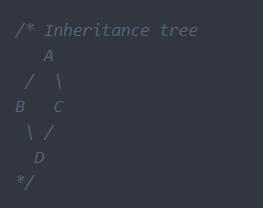 /* Inheritance tree
   A
 /  \
B   C
 \ /
  D
*/